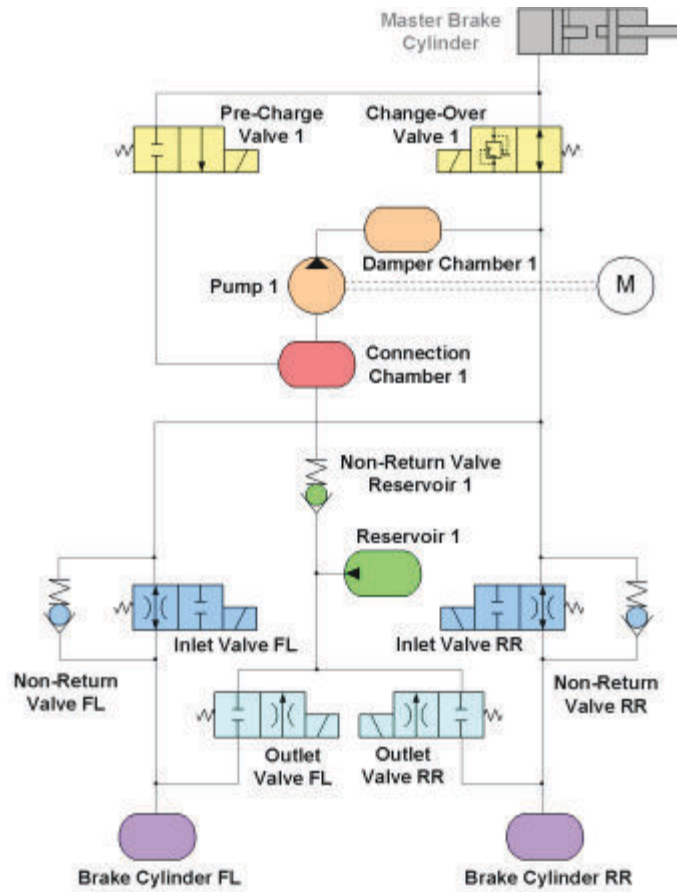 Master Brake
Cylinder
Pre-Charge
Valve 1
Change-Over
Valve 1
Damper Chamber 1
Pump 1
M
Connection
Chamber 1
Non-Return Valve
Reservoir 1
Reservoir 1
Inlet Valve FL
Inlet Valve RR
Non-Return
Valve FL
Non-Return
Valve RR
Outlet
Valve FL
Outlet
Valve RR
Brake Cylinder FL
Brake Cylinder RR